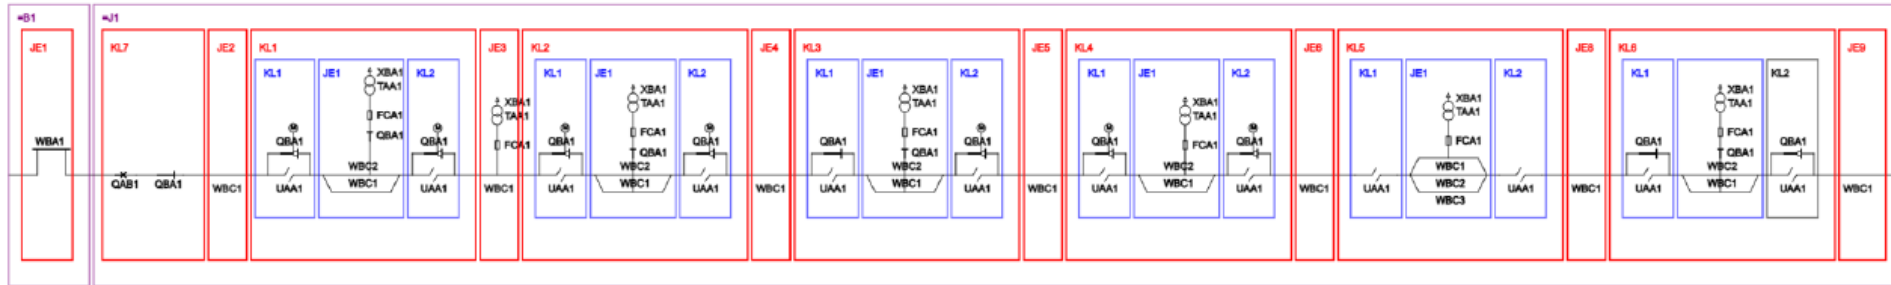 =B1
=J1
JE1
KL7
JE2
KL1
JE3
KL2
JE4
KL3
JE5
KL4
JE6
KL5
JE8
KL6
JE9
WBA1
QAB1
QBA1
WBC1
KL1
JE1
KL2
XBA1
TAA1
FCA1
QBA1
M
QBA1
M
QBA1
WBC2
WBC1
UAA1
UAA1
XBA1
TAA1
FCA1
WBC1
KL1
JE1
KL2
XBA1
TAA1
FCA1
QBA1
M
QBA1
M
QBA1
WBC2
WBC1
UAA1
UAA1
WBC1
KL1
JE1
KL2
XBA1
TAA1
FCA1
QBA1
QBA1
M
QBA1
WBC2
WBC1
UAA1
UAA1
WBC1
KL1
JE1
KL2
XBA1
TAA1
FCA1
M
QBA1
M
QBA1
WBC2
WBC1
UAA1
UAA1
WBC1
KL1
JE1
KL2
XBA1
TAA1
FCA1
WBC1
WBC2
WBC3
UAA1
UAA1
WBC1
KL1
KL2
XBA1
TAA1
FCA1
QBA1
QBA1
QBA1
WBC2
WBC1
UAA1
UAA1
WBC1